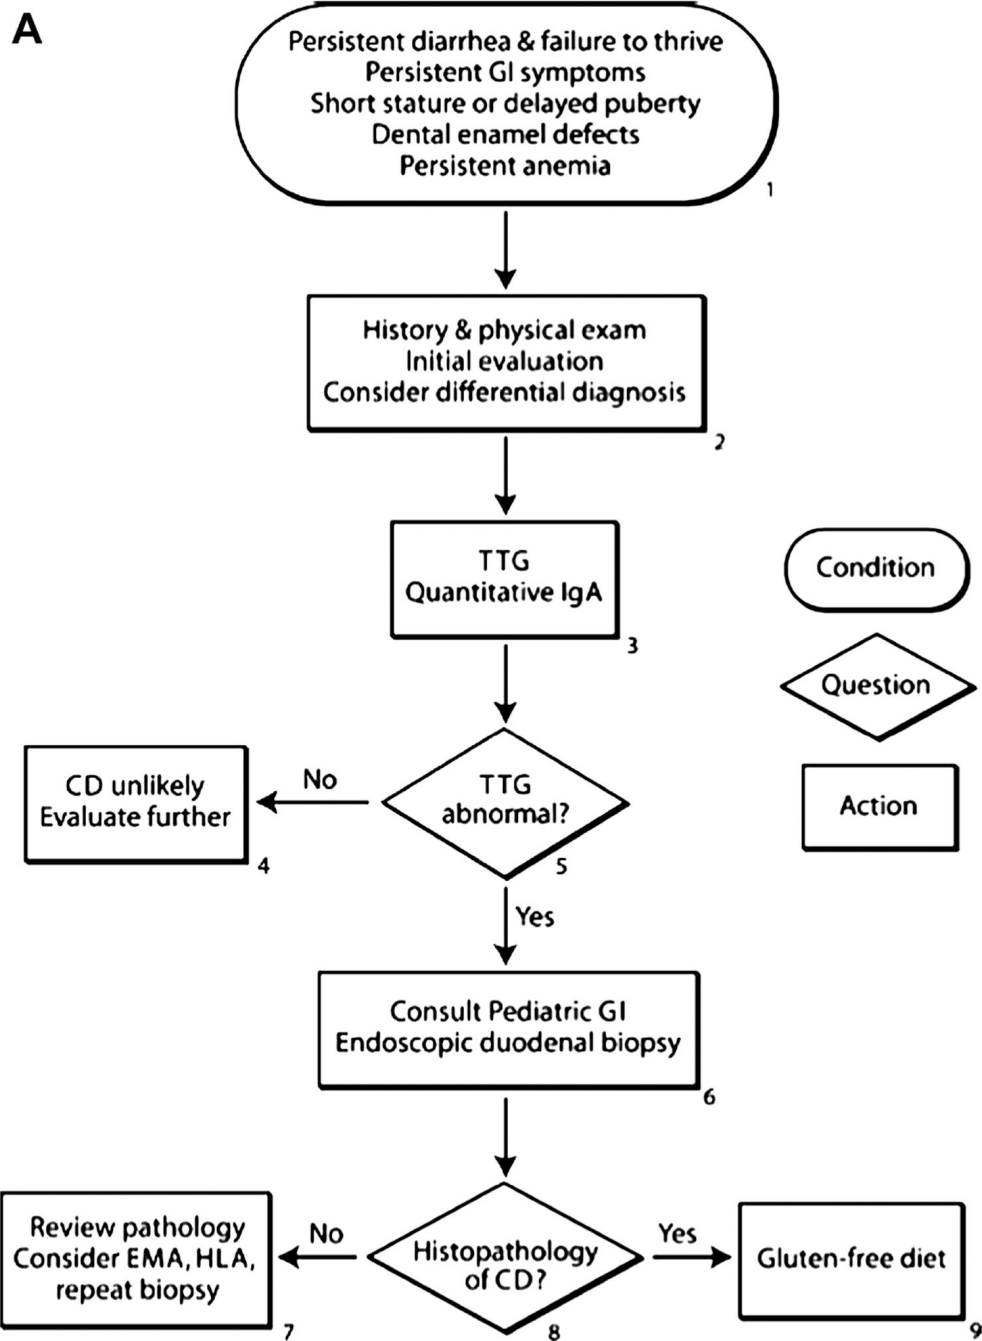 A
Persistent diarrhea & failure to thrive
Persistent GI symptoms
Short stature or delayed puberty
Dental enamel defects
Persistent anemia
1
History & physical exam
Initial evaluation
Consider differential diagnosis
2
TTG
Quantitative IgA
3
Condition
Question
Action
TTG
abnormal?
5
No
CD unlikely
Evaluate further
4
Yes
Consult Pediatric GI
Endoscopic duodenal biopsy
6
Histopathology
of CD?
8
No
Review pathology
Consider EMA, HLA,
repeat biopsy
7
Yes
Gluten-free diet
9